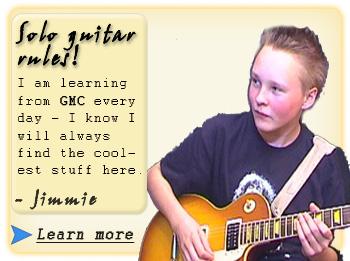 Solo guitar
rules!
I am learning
from GMC every
day - I know I
will always
find the cool-
est stuff here.
- Jimmie
Learn more